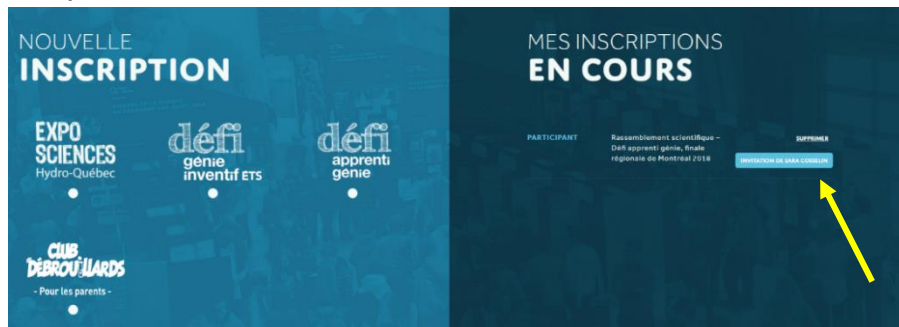 NOUVELLE
INSCRIPTION
EXPO
SCIENCES
Hydro-Québec
défi
génie
inventif ETS
défi
apprenti
génie
CLUB
DÉBROUILLARDS
- Pour les parents -
MES INSCRIPTIONS
EN COURS
PARTICIPANT
Rassemblement scientifique –
Défi apprenti génie, finale
régionale de Montréal 2018
SUPPRIMER
INVITATION DE SARA GOSSELIN